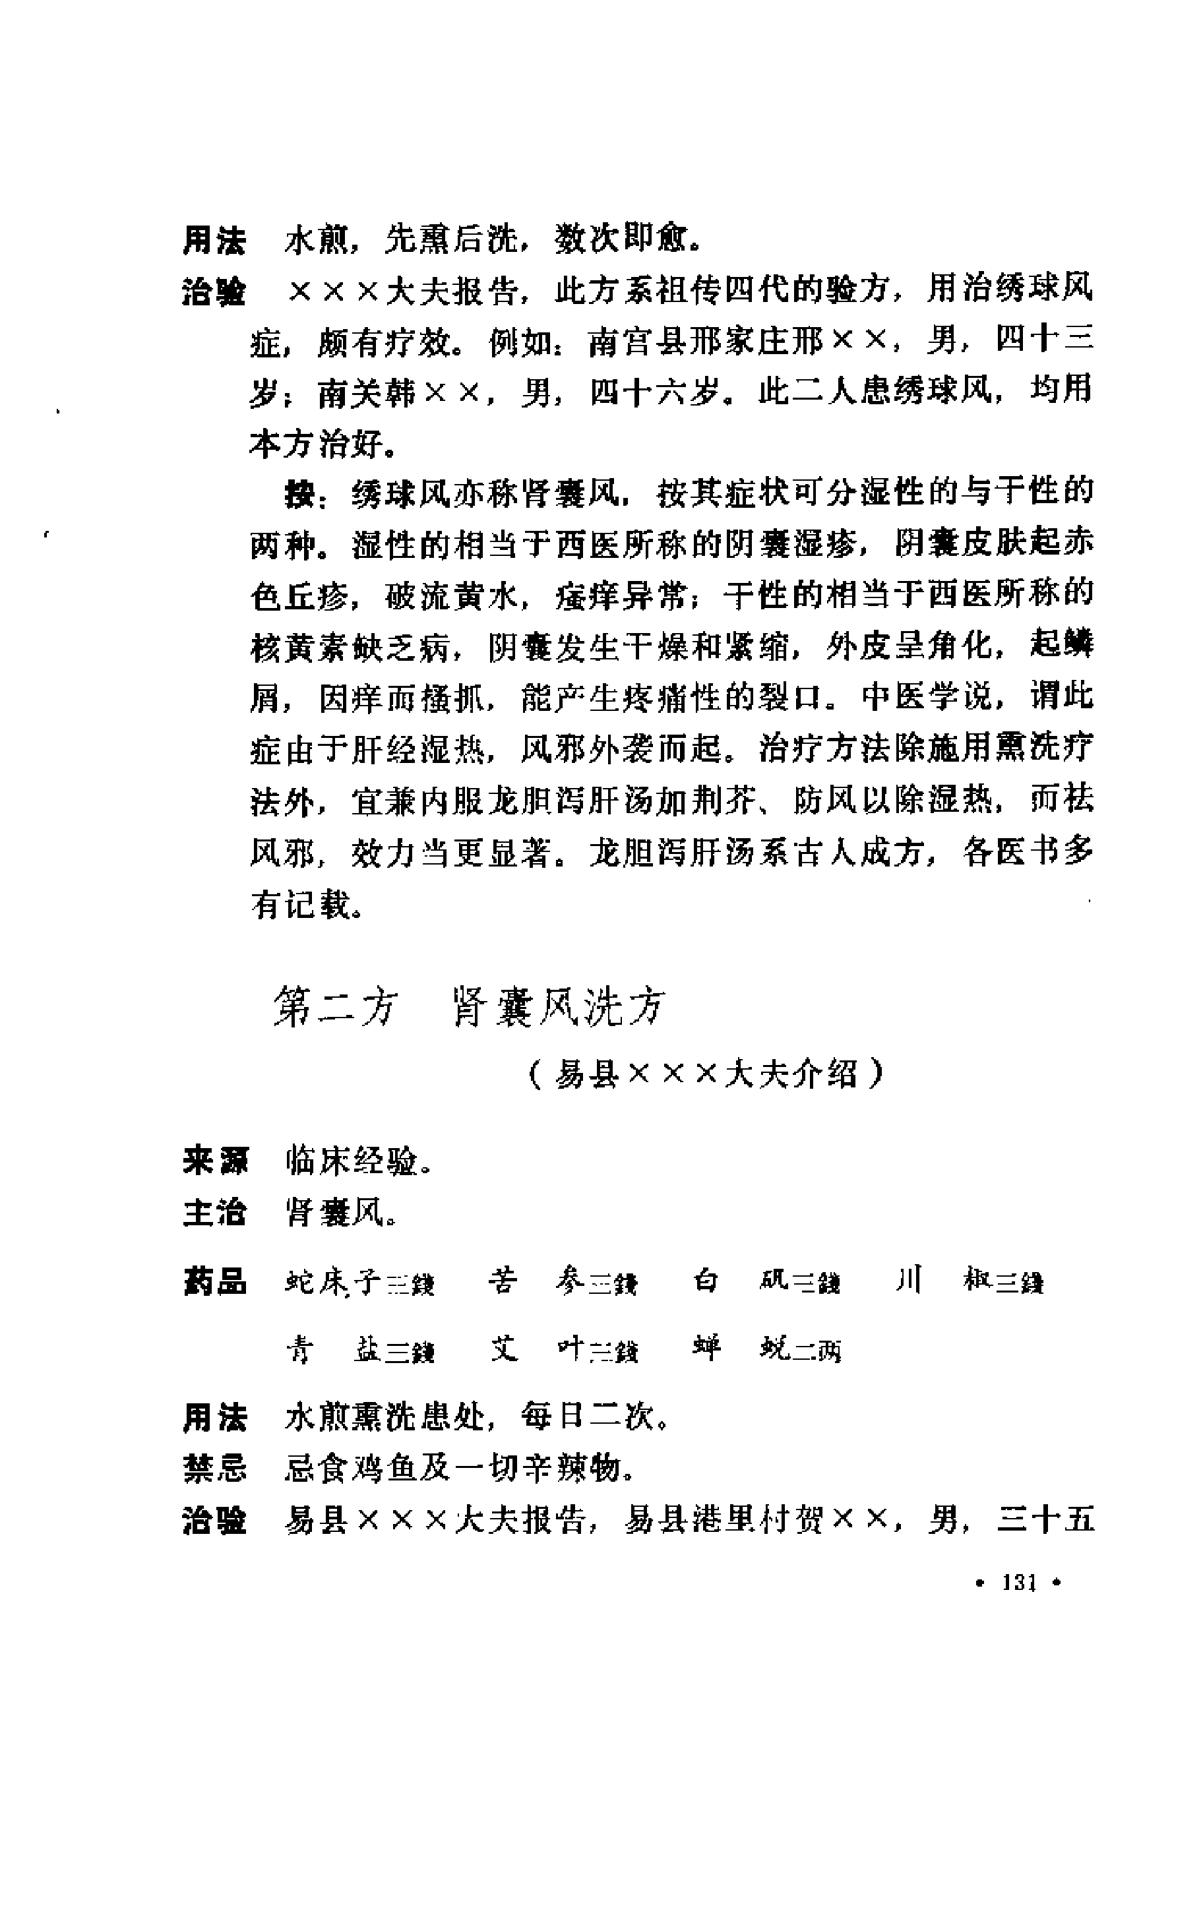 用法　水煎，先熏后洗，数次即愈。
治验　×××大夫报告，此方系祖传四代的验方，用治绣球风
症，颇有疗效。例如：南宫县邢家庄邢××，男，四十三
岁；南关韩××，男，四十六岁。此二人患绣球风，均用
本方治好。
按：绣球风亦称肾囊风，按其症状可分湿性的与干性的
两种。湿性的相当于西医所称的阴囊湿疹，阴囊皮肤起赤
色丘疹，破流黄水，瘙痒异常；干性的相当于西医所称的
核黄素缺乏病，阴囊发生干燥和紧缩，外皮呈角化，起鳞
屑，因痒而搔抓，能产生疼痛性的裂口。中医学说，谓此
症由于肝经湿热，风邪外袭而起。治疗方法除施用熏洗疗
法外，宜兼内服龙胆泻肝汤加荆芥、防风以除湿热，而祛
风邪，效力当更显著。龙胆泻肝汤系古人成方，各医书多
有记载。
第二方　肾囊风洗方
（易县×××大夫介绍）
来源　临床经验。
主治　肾囊风。
药品　蛇床子三錢　苦参三錢　白矾三錢　川椒三錢
青盐三錢　艾叶三錢　蝉蜕二两
用法　水煎熏洗患处，每日二次。
禁忌　忌食鸡鱼及一切辛辣物。
治验　易县×××大夫报告，易县港里村贺××，男，三十五
• 131 •